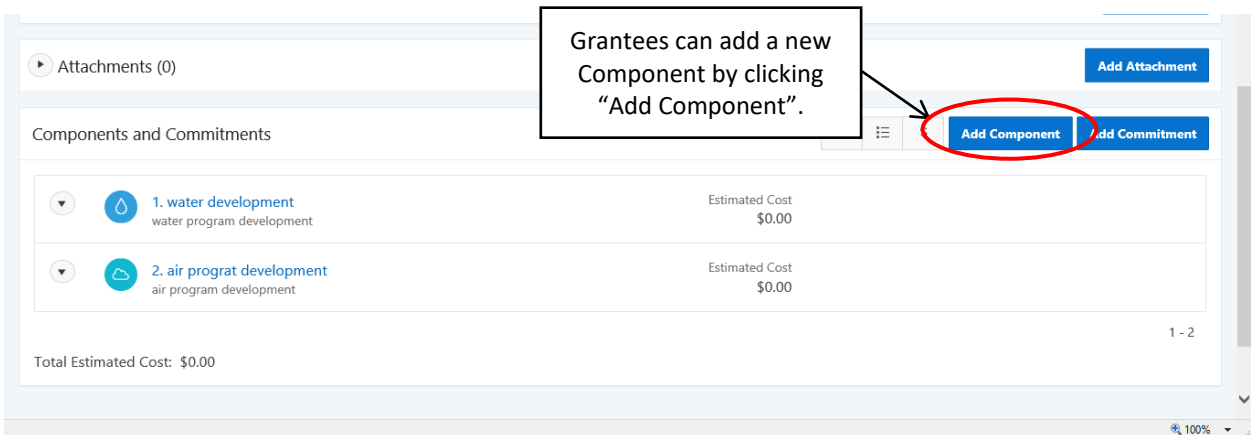 Grantees can add a new
Component by clicking
“Add Component”.
Attachments (0)
Add Attachment
Components and Commitments
Add Component
Add Commitment
1. water development
water program development
Estimated Cost
$0.00
2. air prograt development
air program development
Estimated Cost
$0.00
1 - 2
Total Estimated Cost: $0.00
100%